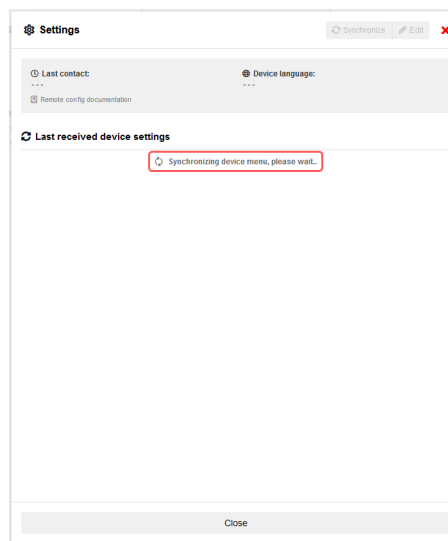 Settings
Synchronize
Edit
Last contact:
Device language:
---
---
Remote config documentation
Last received device settings
Synchronizing device menu, please wait..
Close